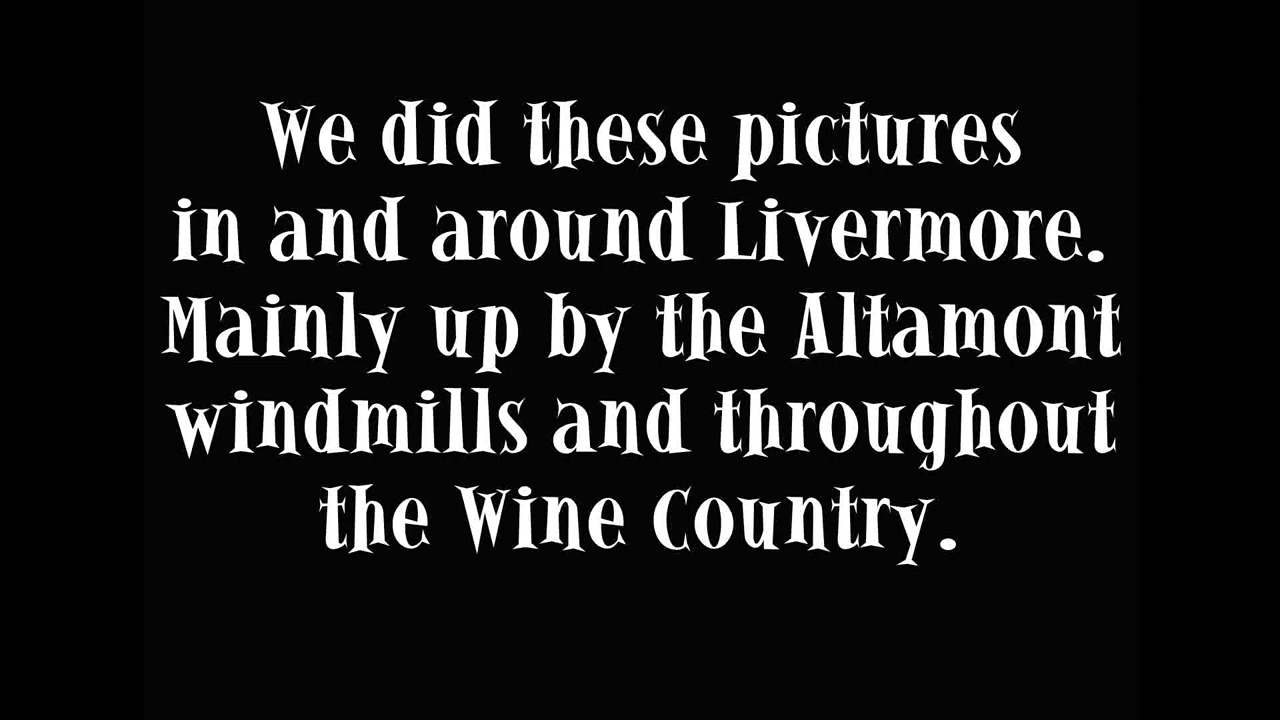 We did these pictures
in and around Livermore.
Mainly up by the Altamont
windmills and throughout
the Wine Country.